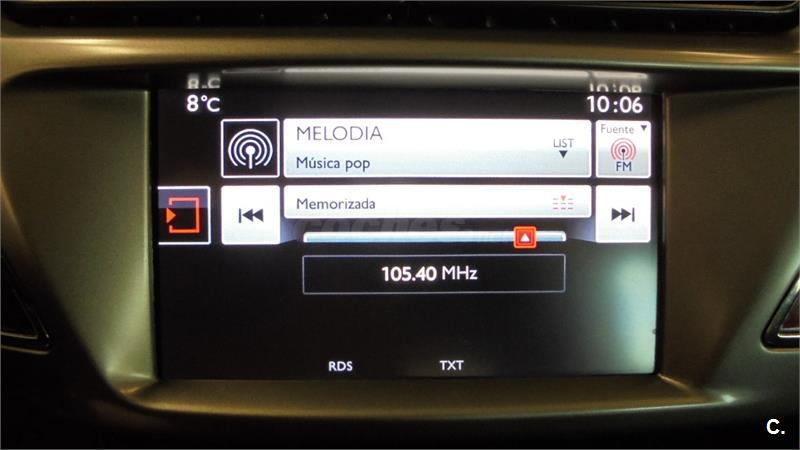 8°C 10:06
MELODIA
LIST
Fuente
Música pop
FM
Memorizada
105.40 MHz
RDS TXT
C.